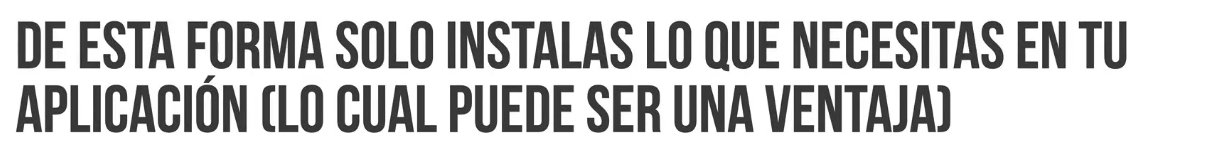 DE ESTA FORMA SOLO INSTALAS LO QUE NECESITAS EN TU
APLICACIÓN (LO CUAL PUEDE SER UNA VENTAJA)